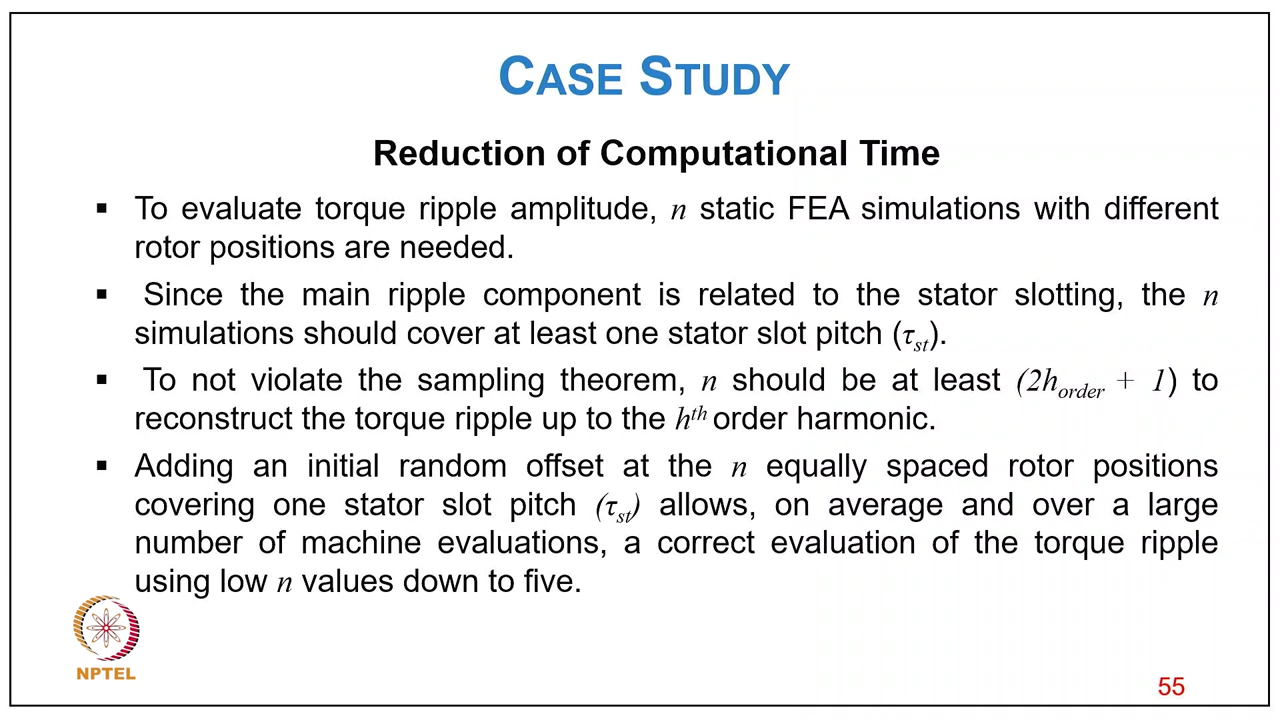 CASE STUDY
Reduction of Computational Time
▪ To evaluate torque ripple amplitude, n static FEA simulations with different
rotor positions are needed.
▪ Since the main ripple component is related to the stator slotting, the n
simulations should cover at least one stator slot pitch (τst).
▪ To not violate the sampling theorem, n should be at least (2horder + 1) to
reconstruct the torque ripple up to the hth order harmonic.
▪ Adding an initial random offset at the n equally spaced rotor positions
covering one stator slot pitch (τst) allows, on average and over a large
number of machine evaluations, a correct evaluation of the torque ripple
using low n values down to five.
NPTEL
55